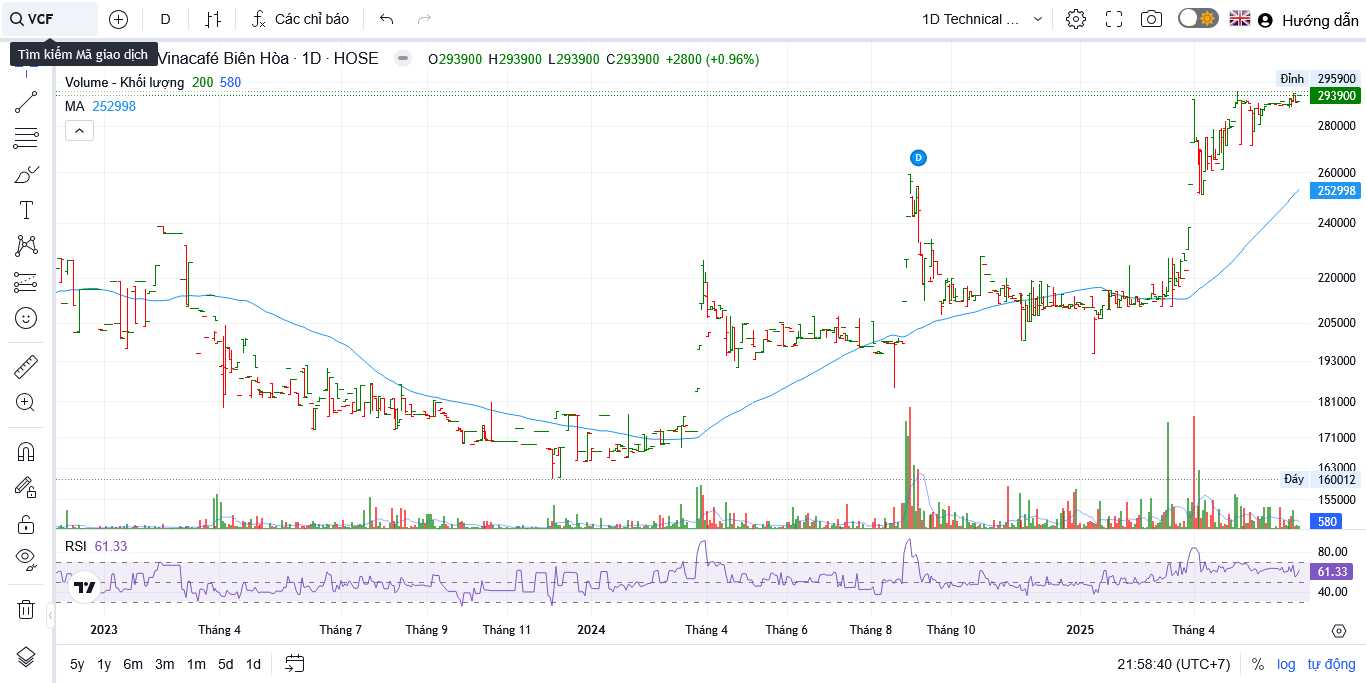 VCF D Các chỉ báo 1D Technical ... Hướng dẫn
Tìm kiếm Mã giao dịch
Vinacafé Biên Hòa · 1D · HOSE O293900 H293900 L293900 C293900 +2800 (+0.96%)
Volume - Khối lượng 200 580
MA 252998
Đỉnh 295900
293900
280000
260000
252998
240000
220000
205000
193000
181000
171000
163000
Đáy 160012
155000
580
D
RSI 61.33
80.00
61.33
40.00
2023 Tháng 4 Tháng 7 Tháng 9 Tháng 11 2024 Tháng 4 Tháng 6 Tháng 8 Tháng 10 2025 Tháng 4
5y 1y 6m 3m 1m 5d 1d 21:58:40 (UTC+7) % log tự động